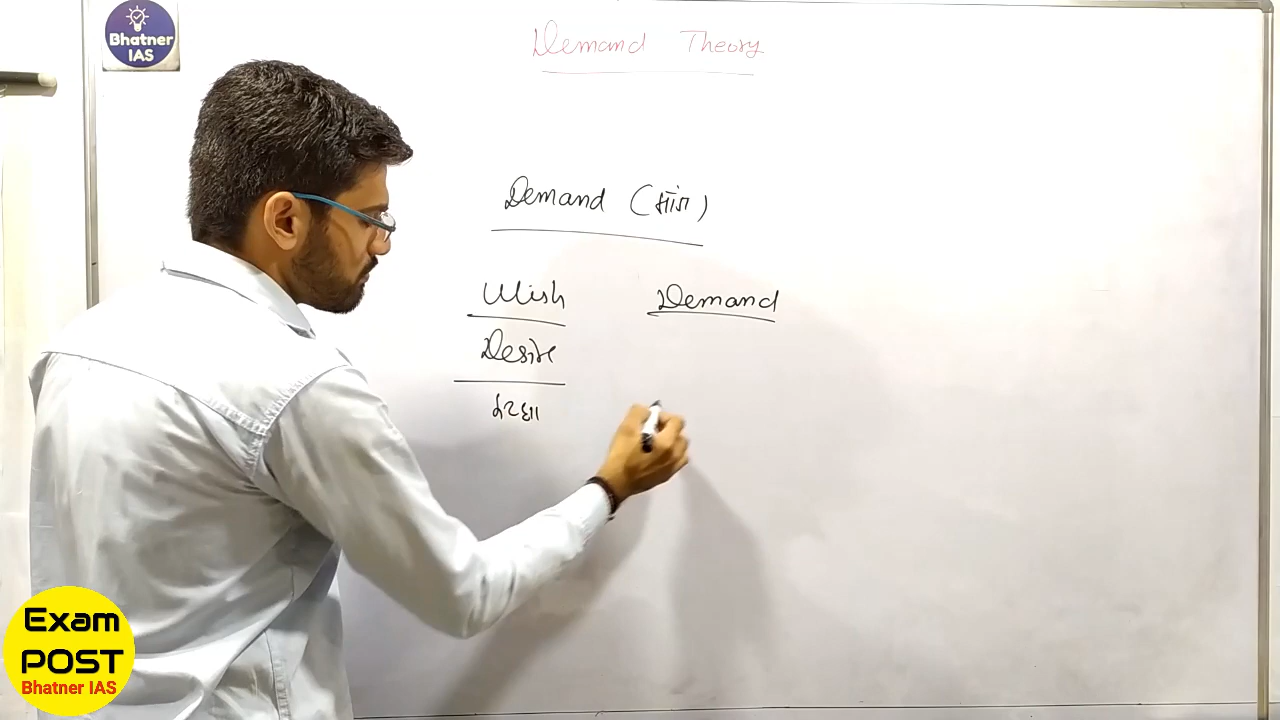 Bhatner
IAS
Demand Theory
Demand (माँग)
Wish Demand
Desire
इच्छा
Exam
POST
Bhatner IAS